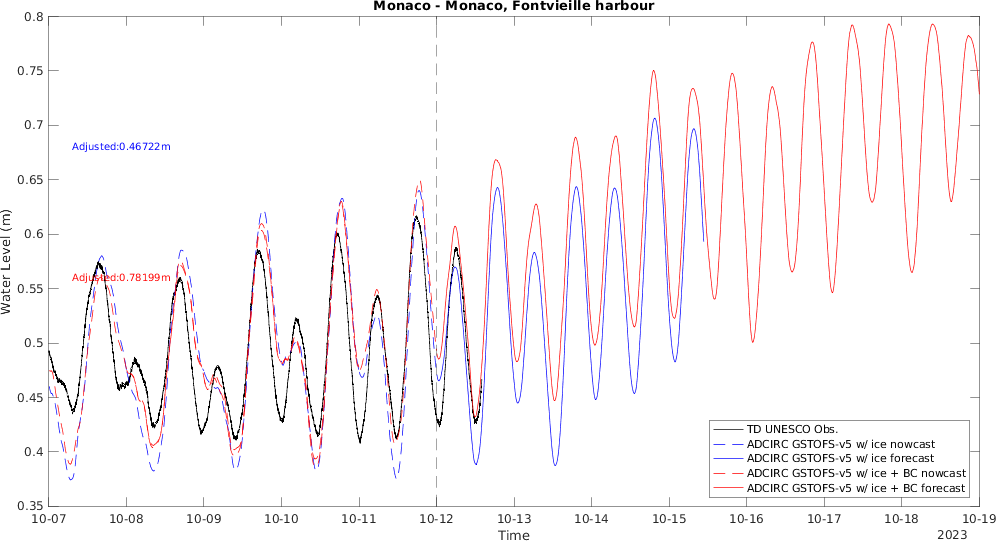 Monaco - Monaco, Fontvieille harbour
0.8
0.75
0.7
0.65
0.6
0.55
0.5
0.45
0.4
0.35
Water Level (m)
Adjusted:0.46722m
Adjusted:0.78199m
TD UNESCO Obs.
ADCIRC GSTOFS-v5 w/ ice nowcast
ADCIRC GSTOFS-v5 w/ ice forecast
ADCIRC GSTOFS-v5 w/ ice + BC nowcast
ADCIRC GSTOFS-v5 w/ ice + BC forecast
10-07 10-08 10-09 10-10 10-11 10-12 10-13 10-14 10-15 10-16 10-17 10-18 10-19
Time
2023